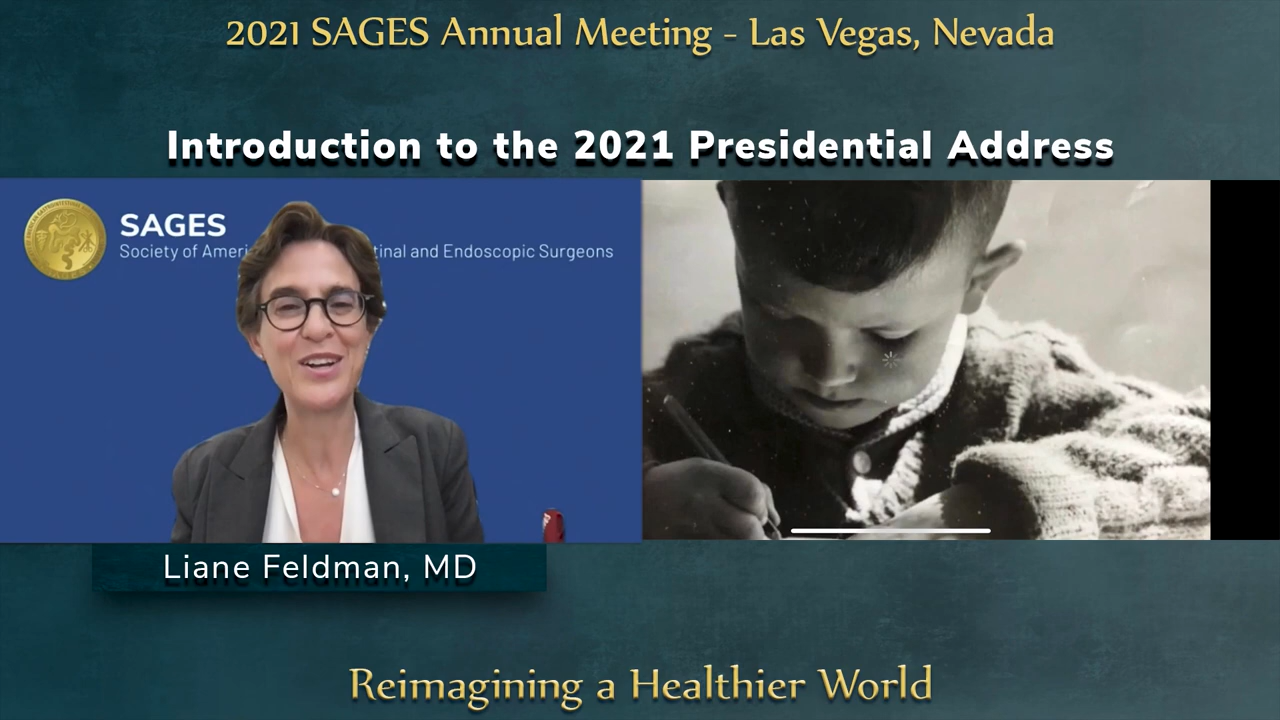 2021 SAGES Annual Meeting - Las Vegas, Nevada
Introduction to the 2021 Presidential Address
SAGES
Society of Ameri tinal and Endoscopic Surgeons
Liane Feldman, MD
Reimagining a Healthier World